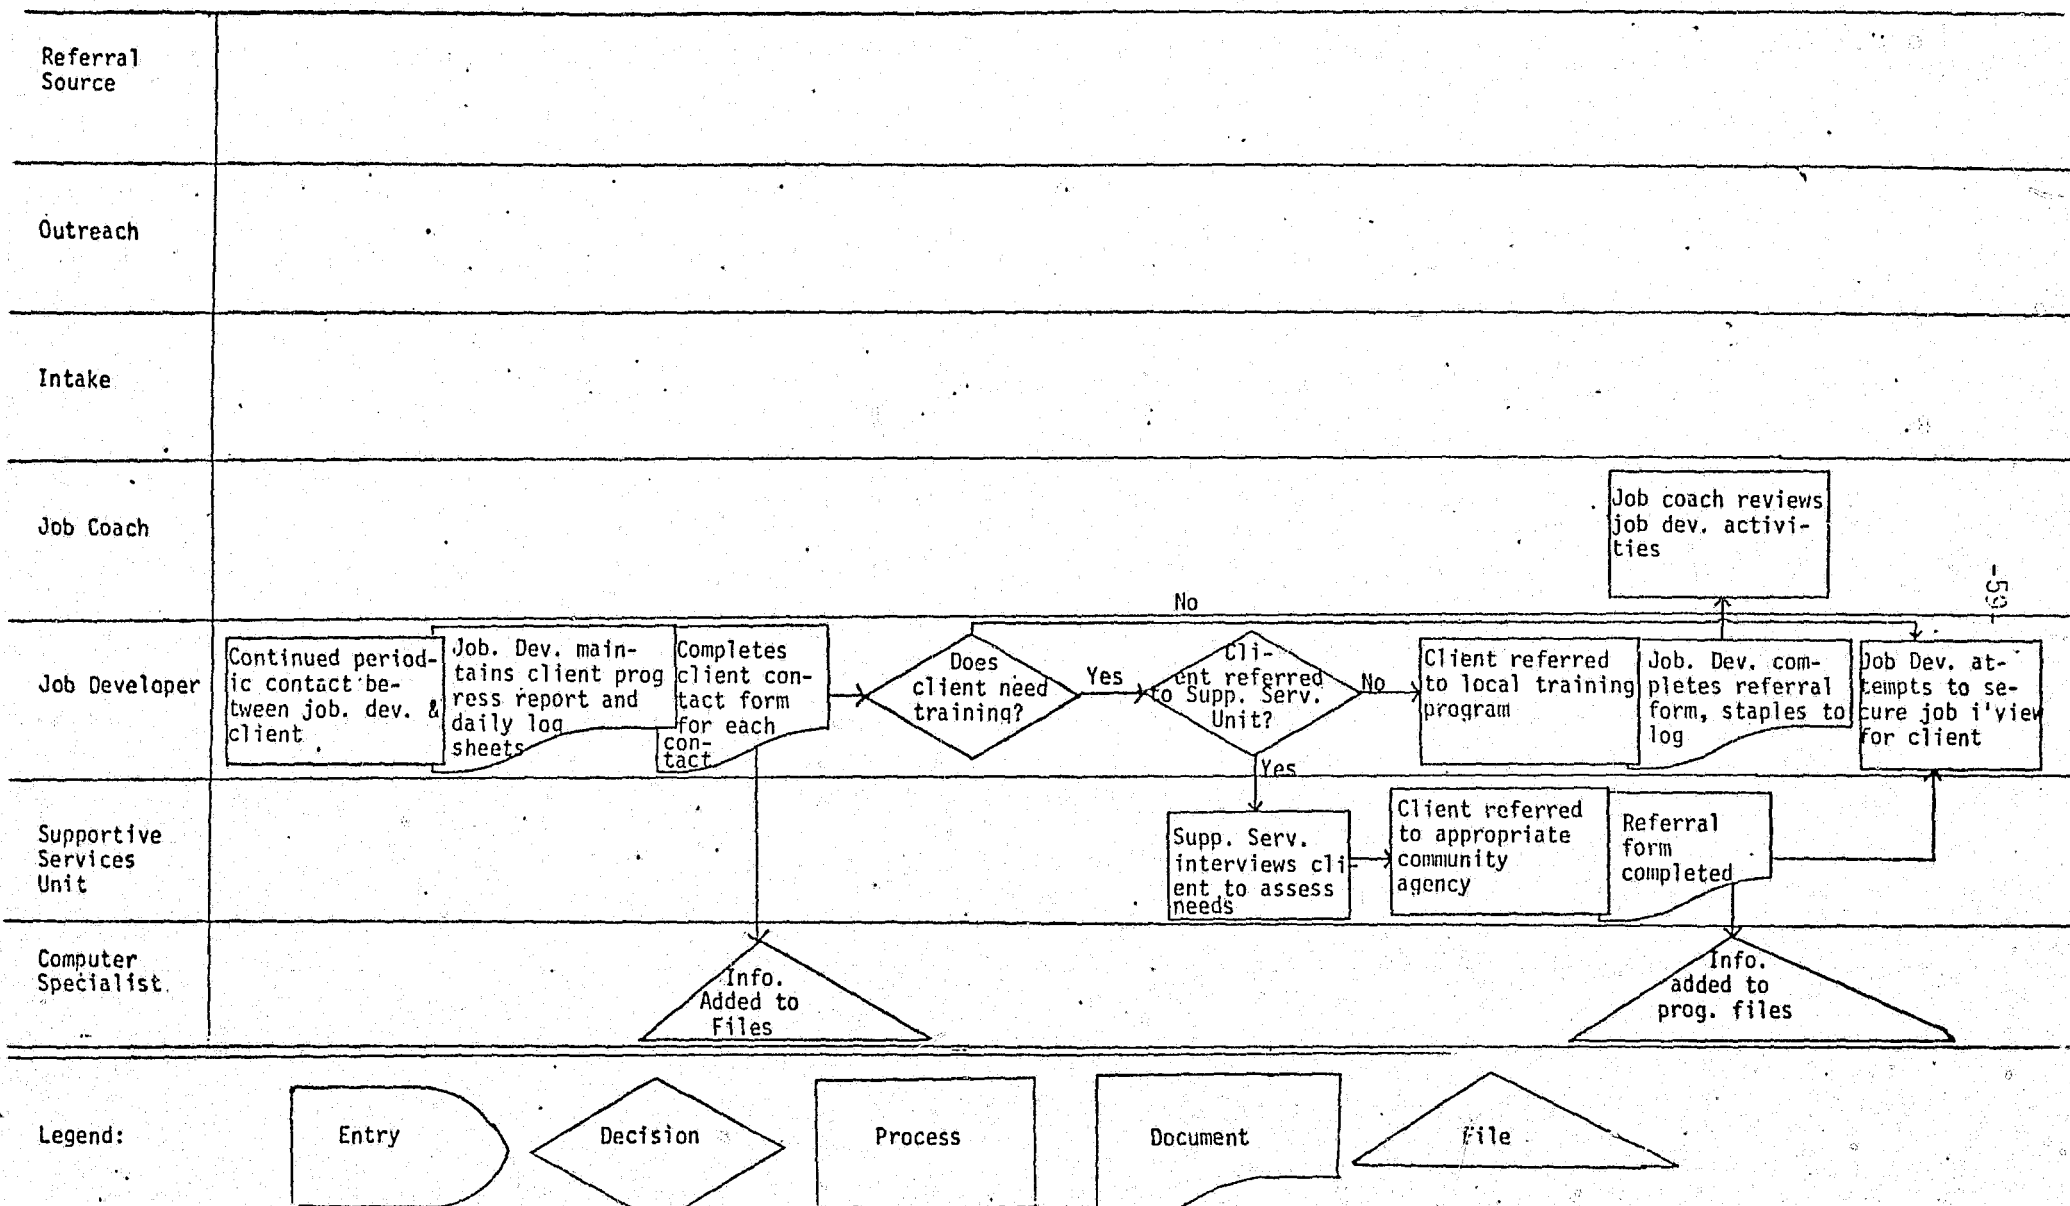 Referral
Source
Outreach
Intake
Job Coach
Job coach reviews
job dev. activi-
ties
-59-
No
Job Developer
Continued period-
ic contact be-
tween job. dev. &
client
Job. Dev. main-
tains client prog
ress report and
daily log
sheets
Completes
client con-
tact form
for each
con-
tact
Does
client need
training?
Yes
Cli-
ent referred
to Supp. Serv.
Unit?
No
Yes
Client referred
to local training
program
Job. Dev. com-
pletes referral
form, staples to
log
Job Dev. at-
tempts to se-
cure job i'view
for client
Supportive
Services
Unit
Supp. Serv.
interviews cli-
ent to assess
needs
Client referred
to appropriate
community
agency
Referral
form
completed
Computer
Specialist
Info.
Added to
Files
Info.
added to
prog. files
Legend:
Entry
Decision
Process
Document
File